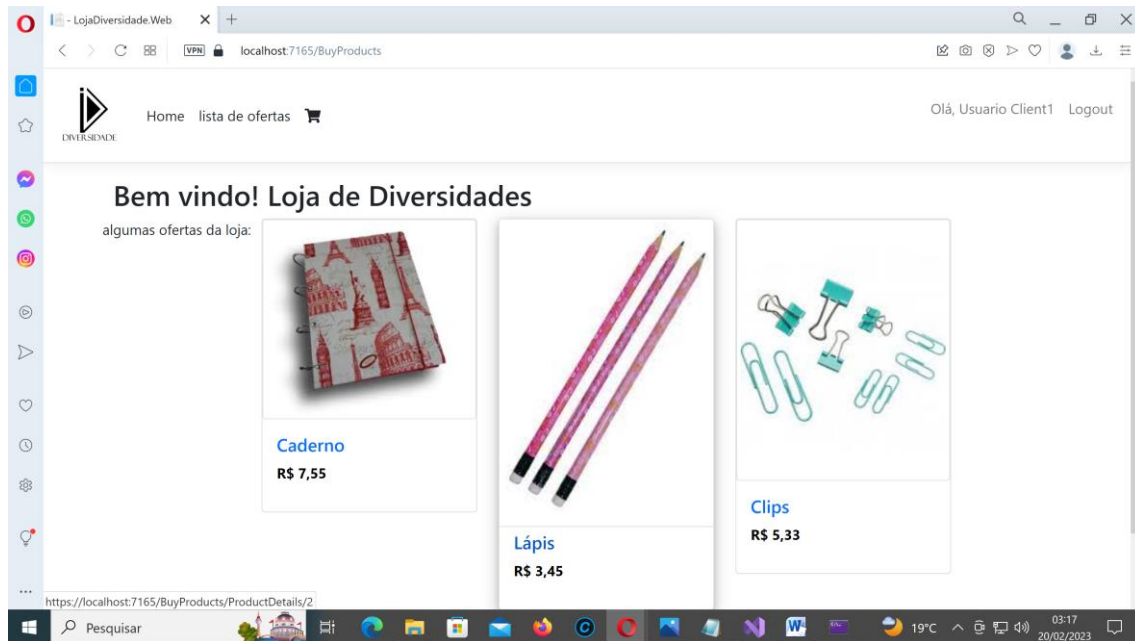 - LojaDiversidade.Web
VPN
localhost:7165/BuyProducts
DIVERSIDADE
Home lista de ofertas
Olá, Usuario Client1 Logout
Bem vindo! Loja de Diversidades
algumas ofertas da loja:
Caderno
R$ 7,55
Lápis
R$ 3,45
Clips
R$ 5,33
https://localhost:7165/BuyProducts/ProductDetails/2
Pesquisar
19°C
03:17
20/02/2023